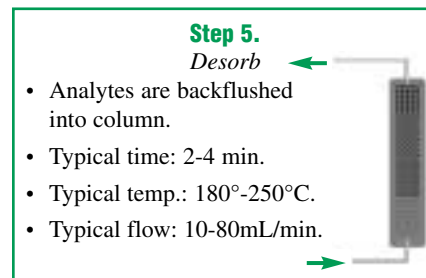 Step 5.
Desorb
• Analytes are backflushed
into column.
• Typical time: 2-4 min.
• Typical temp.: 180°-250°C.
• Typical flow: 10-80mL/min.